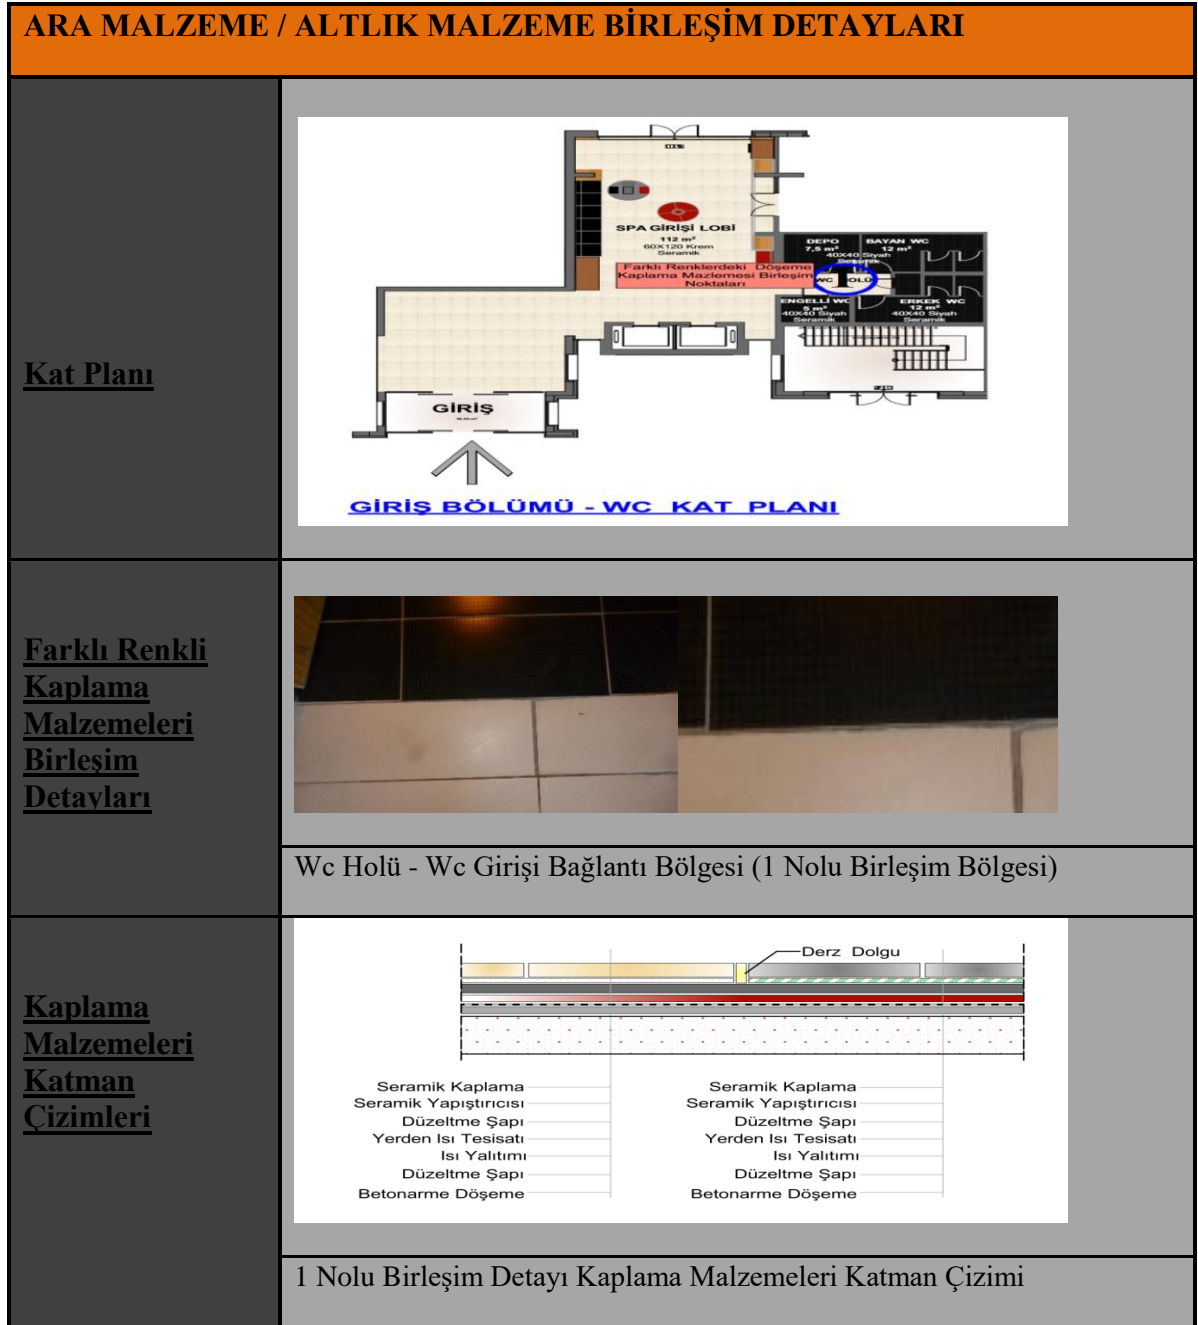 ARA MALZEME / ALTLIK MALZEME BİRLEŞİM DETAYLARI
Kat Planı
SPA GİRİŞİ LOBİ
112 m²
60X120 Krem
Seramik
Farklı Renklerdeki Döşeme
Kaplama Mazlemesi Birleşim
Noktaları
DEPO
7,5 m²
BAYAN WC
12 m²
40X40 Siyah
Seramik
WC
HOLÜ
1
ENGELLİ WC
5 m²
40X40 Siyah
Seramik
ERKEK WC
12 m²
40X40 Siyah
Seramik
GİRİŞ
GİRİŞ BÖLÜMÜ - WC KAT PLANI
Farklı Renkli
Kaplama
Malzemeleri
Birleşim
Detayları
Wc Holü - Wc Girişi Bağlantı Bölgesi (1 Nolu Birleşim Bölgesi)
Kaplama
Malzemeleri
Katman
Çizimleri
Derz Dolgu
Seramik Kaplama
Seramik Yapıştırıcısı
Düzeltme Şapı
Yerden Isı Tesisatı
Isı Yalıtımı
Düzeltme Şapı
Betonarme Döşeme
Seramik Kaplama
Seramik Yapıştırıcısı
Düzeltme Şapı
Yerden Isı Tesisatı
Isı Yalıtımı
Düzeltme Şapı
Betonarme Döşeme
1 Nolu Birleşim Detayı Kaplama Malzemeleri Katman Çizimi